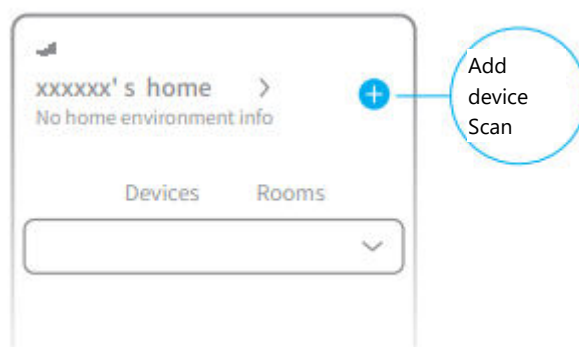 xxxxxx' s home >
No home environment info
Add
device
Scan
Devices Rooms